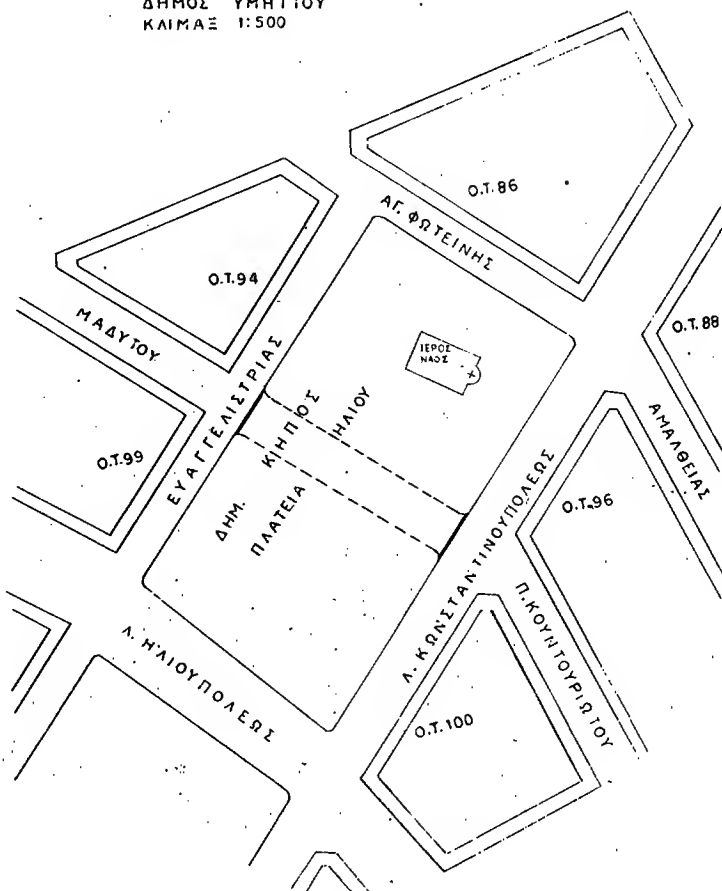 ΔΗΜΟΣ ΥΜΗΤΤΟΥ
ΚΛΙΜΑΞ 1:500
Ο.Τ. 86
ΑΓ. ΦΩΤΕΙΝΗΣ
Ο.Τ. 94
ΜΑΔΥΤΟΥ
Ο.Τ. 88
ΙΕΡΟΣ
ΝΑΟΣ
ΕΥΑΓΓΕΛΙΣΤΡΙΑΣ
ΔΗΜ. ΚΗΠΟΣ
ΠΛΑΤΕΙΑ ΗΛΙΟΥ
ΑΜΑΛΘΕΙΑΣ
Ο.Τ. 99
Ο.Τ. 96
Λ. ΚΩΝΣΤΑΝΤΙΝΟΥΠΟΛΕΩΣ
Π. ΚΟΥΝΤΟΥΡΙΩΤΟΥ
Λ. ΗΛΙΟΥΠΟΛΕΩΣ
Ο.Τ. 100